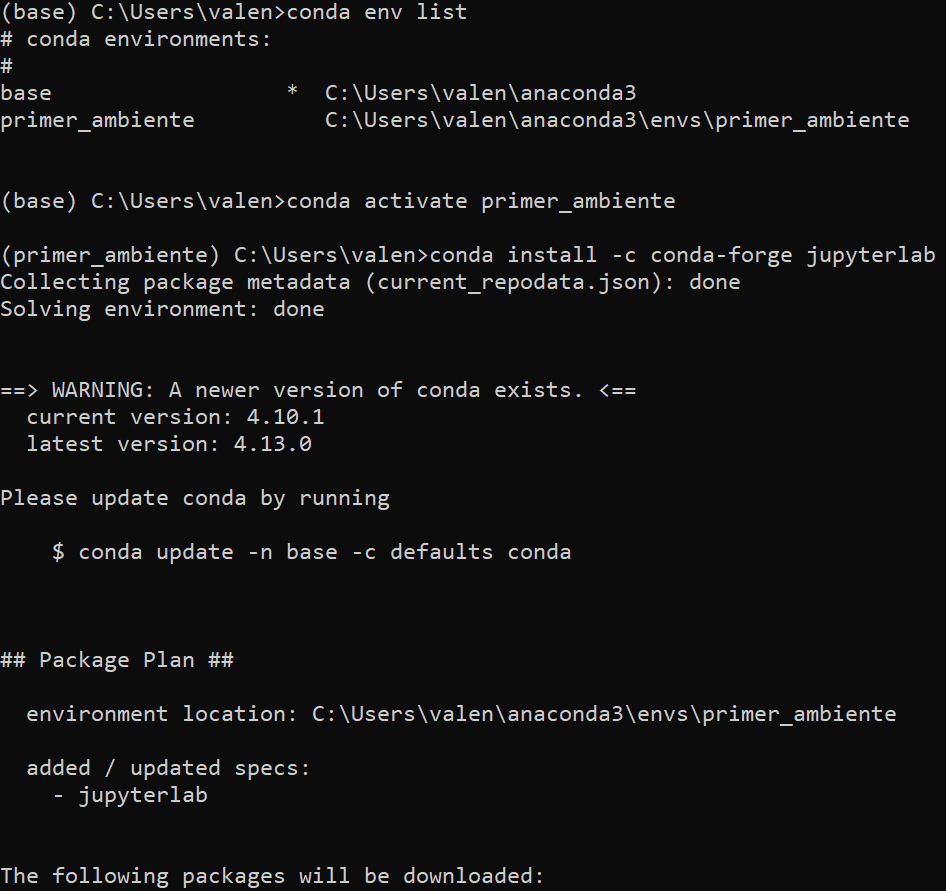 (base) C:\Users\valen>conda env list
# conda environments:
#
base                  *  C:\Users\valen\anaconda3
primer_ambiente          C:\Users\valen\anaconda3\envs\primer_ambiente
(base) C:\Users\valen>conda activate primer_ambiente
(primer_ambiente) C:\Users\valen>conda install -c conda-forge jupyterlab
Collecting package metadata (current_repodata.json): done
Solving environment: done
==> WARNING: A newer version of conda exists. <==
  current version: 4.10.1
  latest version: 4.13.0
Please update conda by running
    $ conda update -n base -c defaults conda
## Package Plan ##
  environment location: C:\Users\valen\anaconda3\envs\primer_ambiente
  added / updated specs:
    - jupyterlab
The following packages will be downloaded: